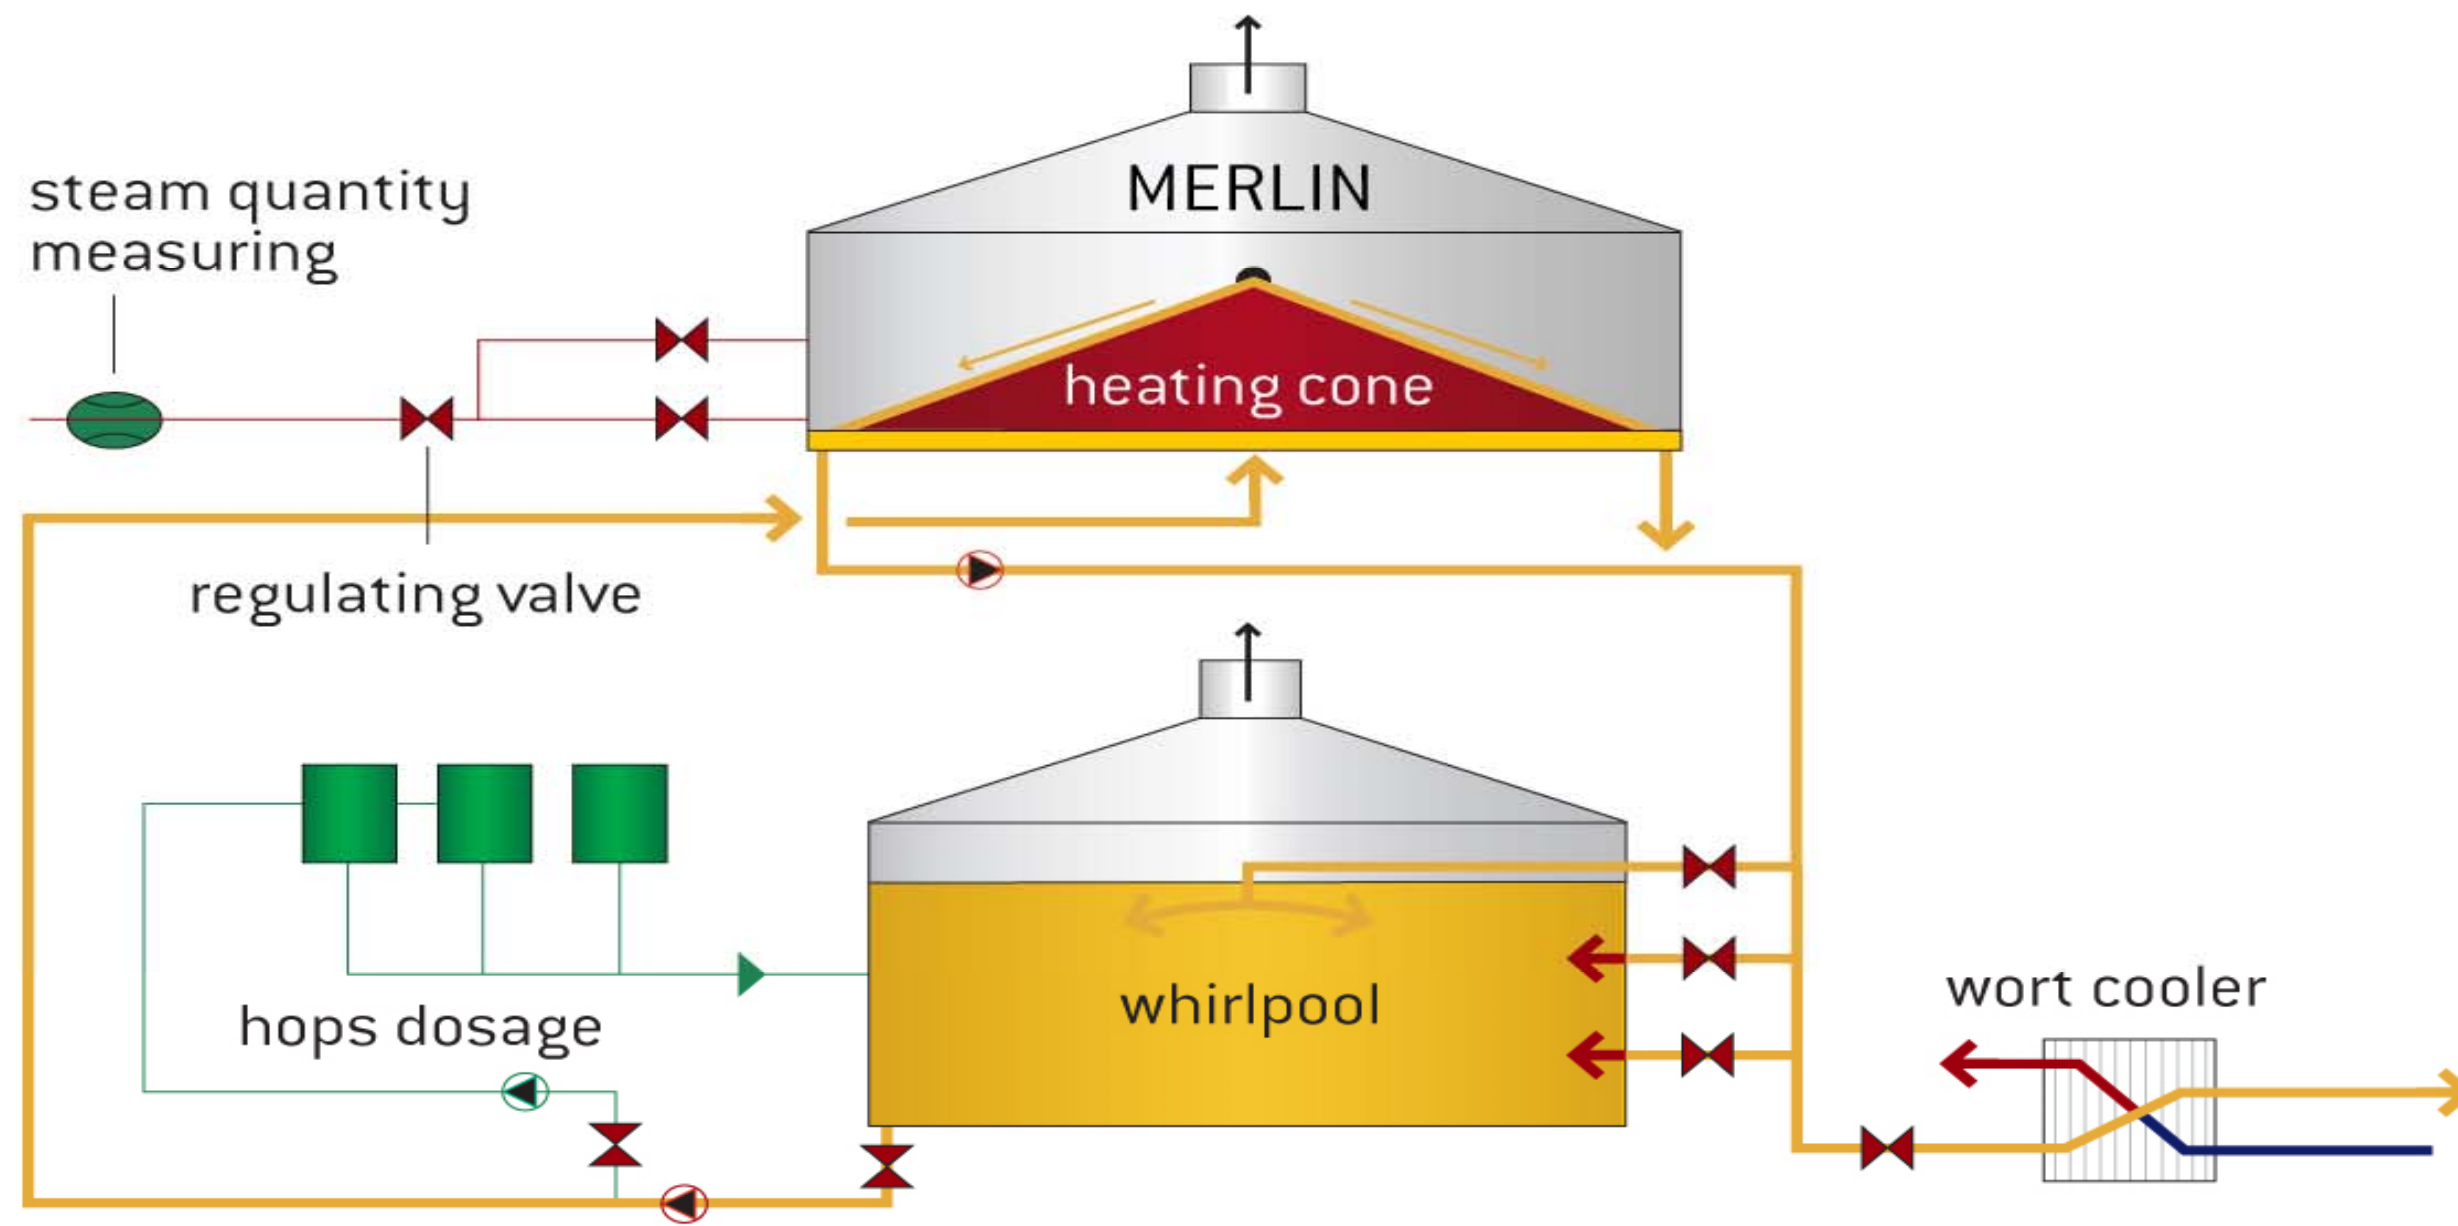 MERLIN
steam quantity
measuring
heating cone
regulating valve
hops dosage
whirlpool
wort cooler